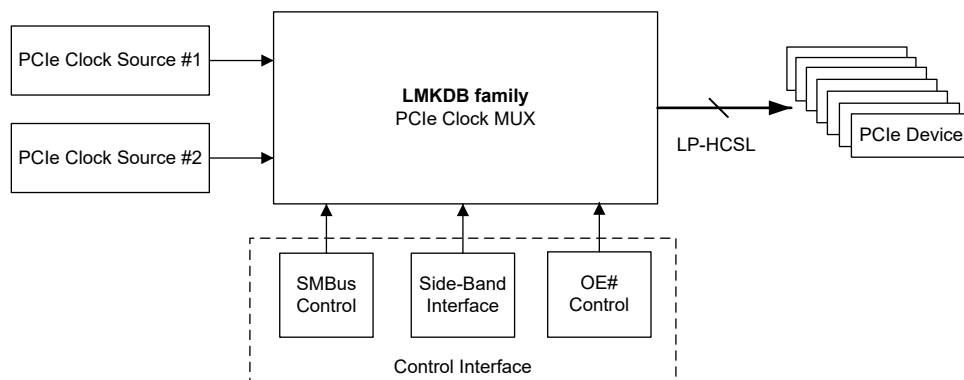 PCIe Clock Source #1
PCIe Clock Source #2
LMKDB family
PCIe Clock MUX
LP-HCSL
PCIe Device
SMBus
Control
Side-Band
Interface
OE#
Control
Control Interface